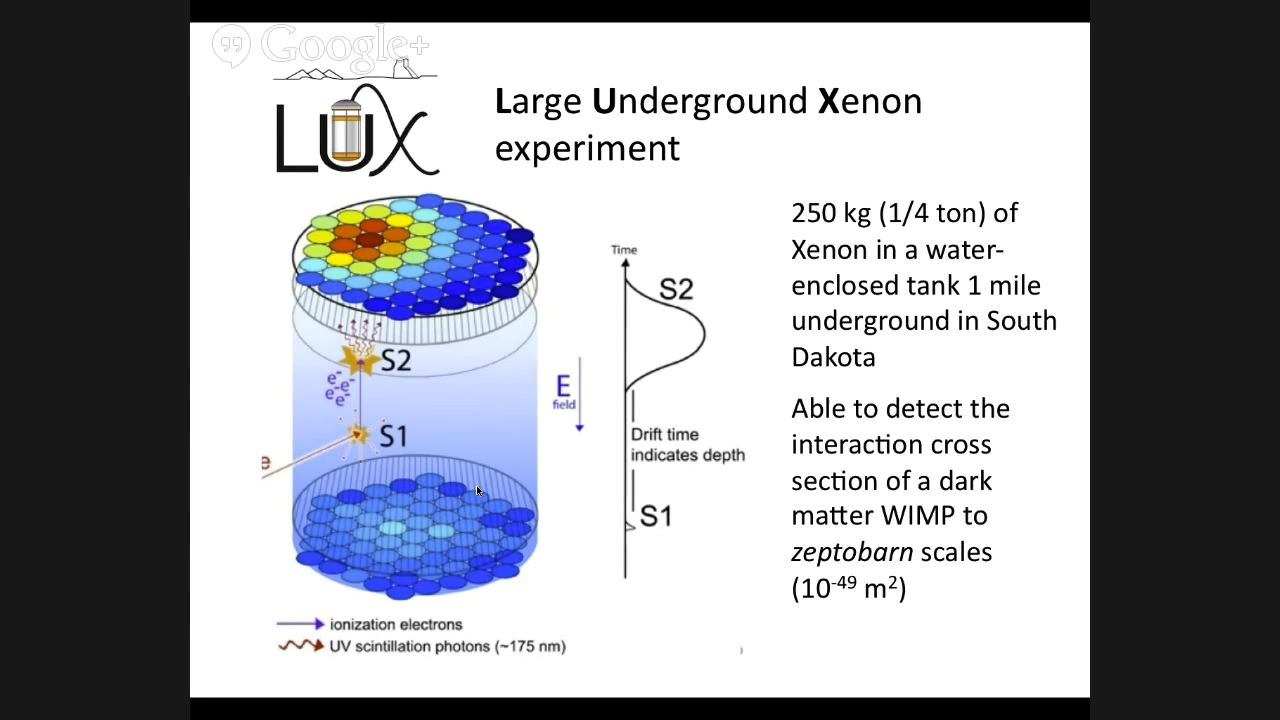 Google+
LUX
Large Underground Xenon
experiment
250 kg (1/4 ton) of
Xenon in a water-
enclosed tank 1 mile
underground in South
Dakota
Able to detect the
interaction cross
section of a dark
matter WIMP to
zeptobarn scales
(10⁻⁴⁹ m²)
Time
S2
S2
e⁻
e⁻
e⁻
e⁻
E
field
S1
Drift time
indicates depth
e
S1
ionization electrons
UV scintillation photons (~175 nm)